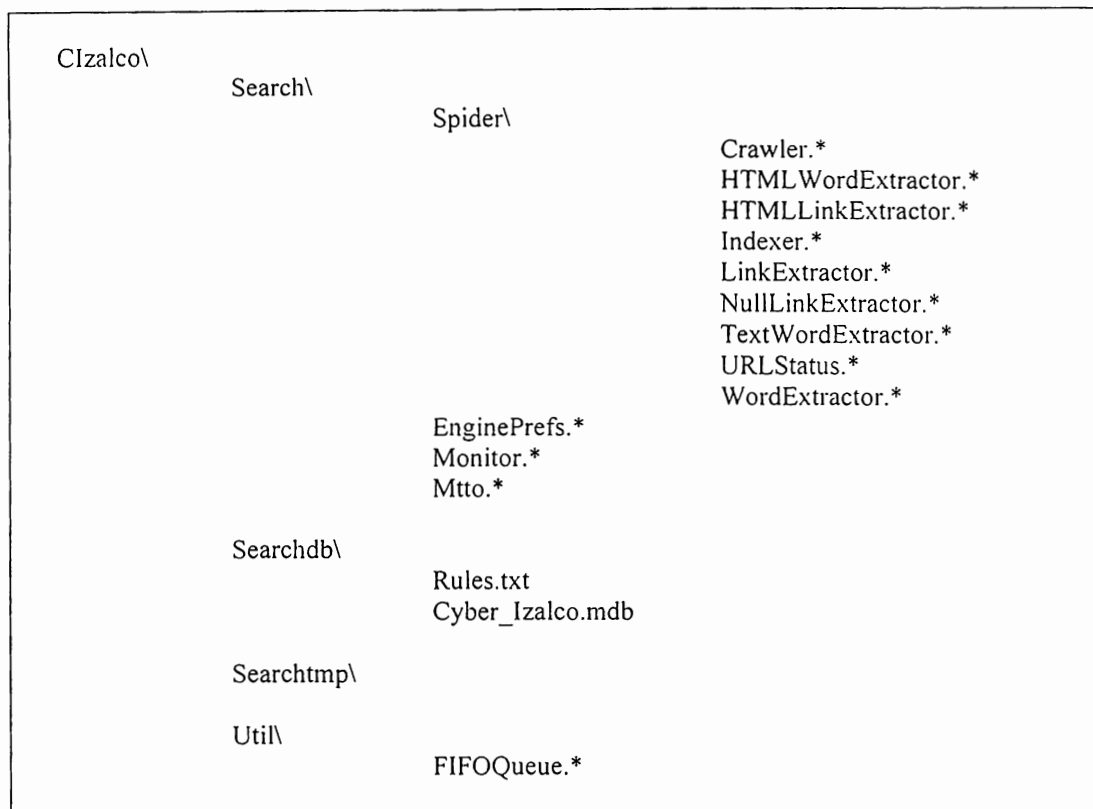 CIzalco\
Search\
Spider\
Crawler.*
HTMLWordExtractor.*
HTMLLinkExtractor.*
Indexer.*
LinkExtractor.*
NullLinkExtractor.*
TextWordExtractor.*
URLStatus.*
WordExtractor.*
EnginePrefs.*
Monitor.*
Mtto.*
Searchdb\
Rules.txt
Cyber_Izalco.mdb
Searchtmp\
Util\
FIFOQueue.*